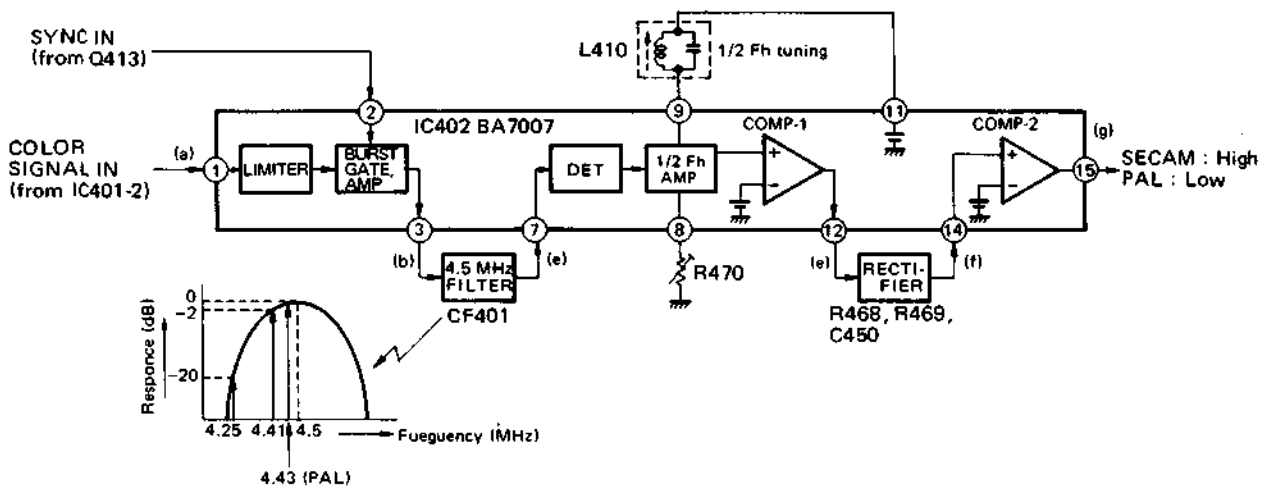 SYNC IN
(from Q413)
L410
1/2 Fh tuning
2
9
11
IC402 BA7007
COMP-1
COMP-2
(g)
COLOR
SIGNAL IN
(from IC401-2)
(a)
1
LIMITER
BURST
GATE,
AMP
DET
1/2 Fh
AMP
+
−
+
−
15
SECAM : High
PAL : Low
3
7
8
12
14
(b)
4.5 MHz
FILTER
(e)
R470
(e)
RECTI-
FIER
(f)
CF401
R468, R469,
C450
Responce (dB)
0
−2
−20
4.25
4.41
4.5
Fueguency (MHz)
4.43 (PAL)